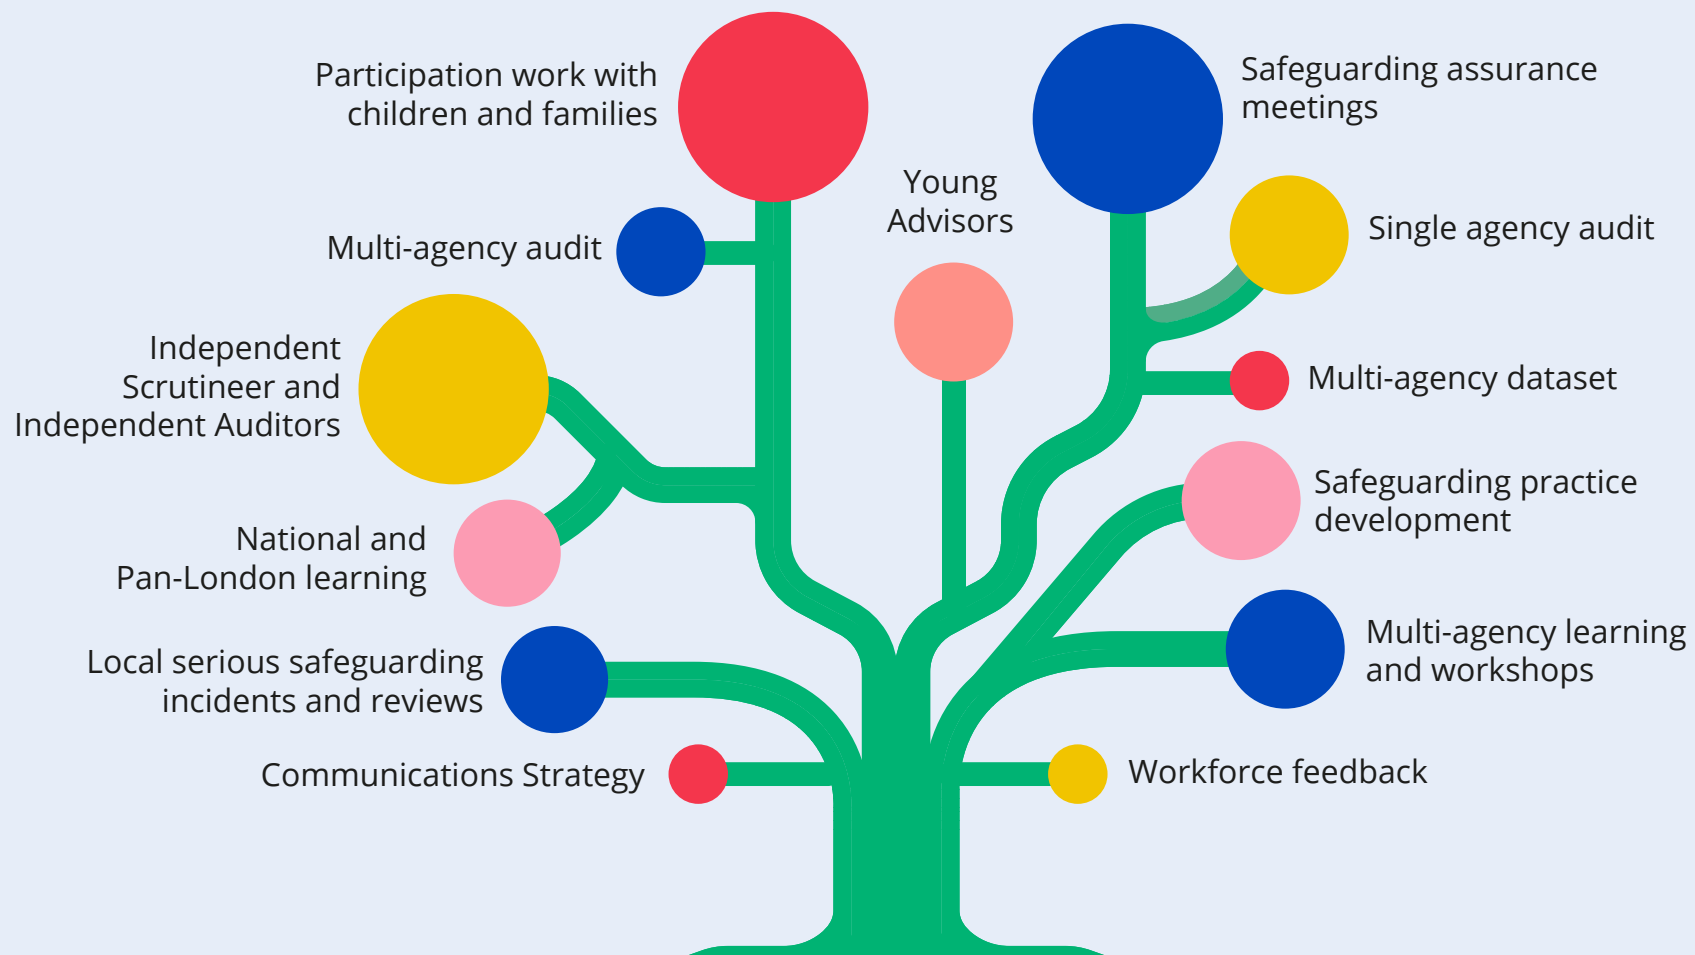 Participation work with
children and families
Safeguarding assurance
meetings
Young
Advisors
Single agency audit
Multi-agency audit
Independent
Scrutineer and
Independent Auditors
Multi-agency dataset
Safeguarding practice
development
National and
Pan-London learning
Multi-agency learning
and workshops
Local serious safeguarding
incidents and reviews
Communications Strategy
Workforce feedback